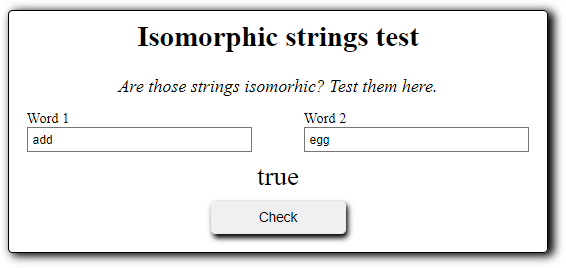 Isomorphic strings test
Are those strings isomorhic? Test them here.
Word 1 Word 2
add egg
true
Check